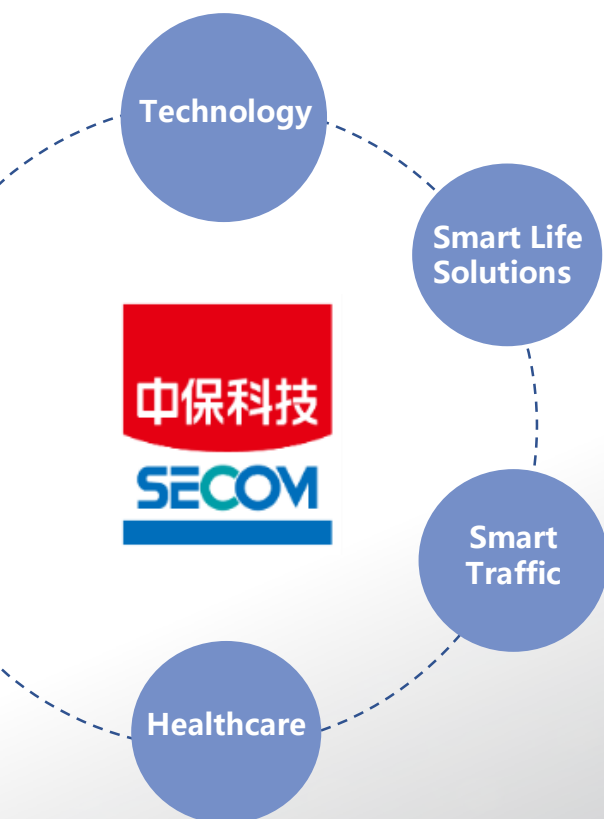 Technology
Smart Life
Solutions
中保科技
SECOM
Smart
Traffic
Healthcare